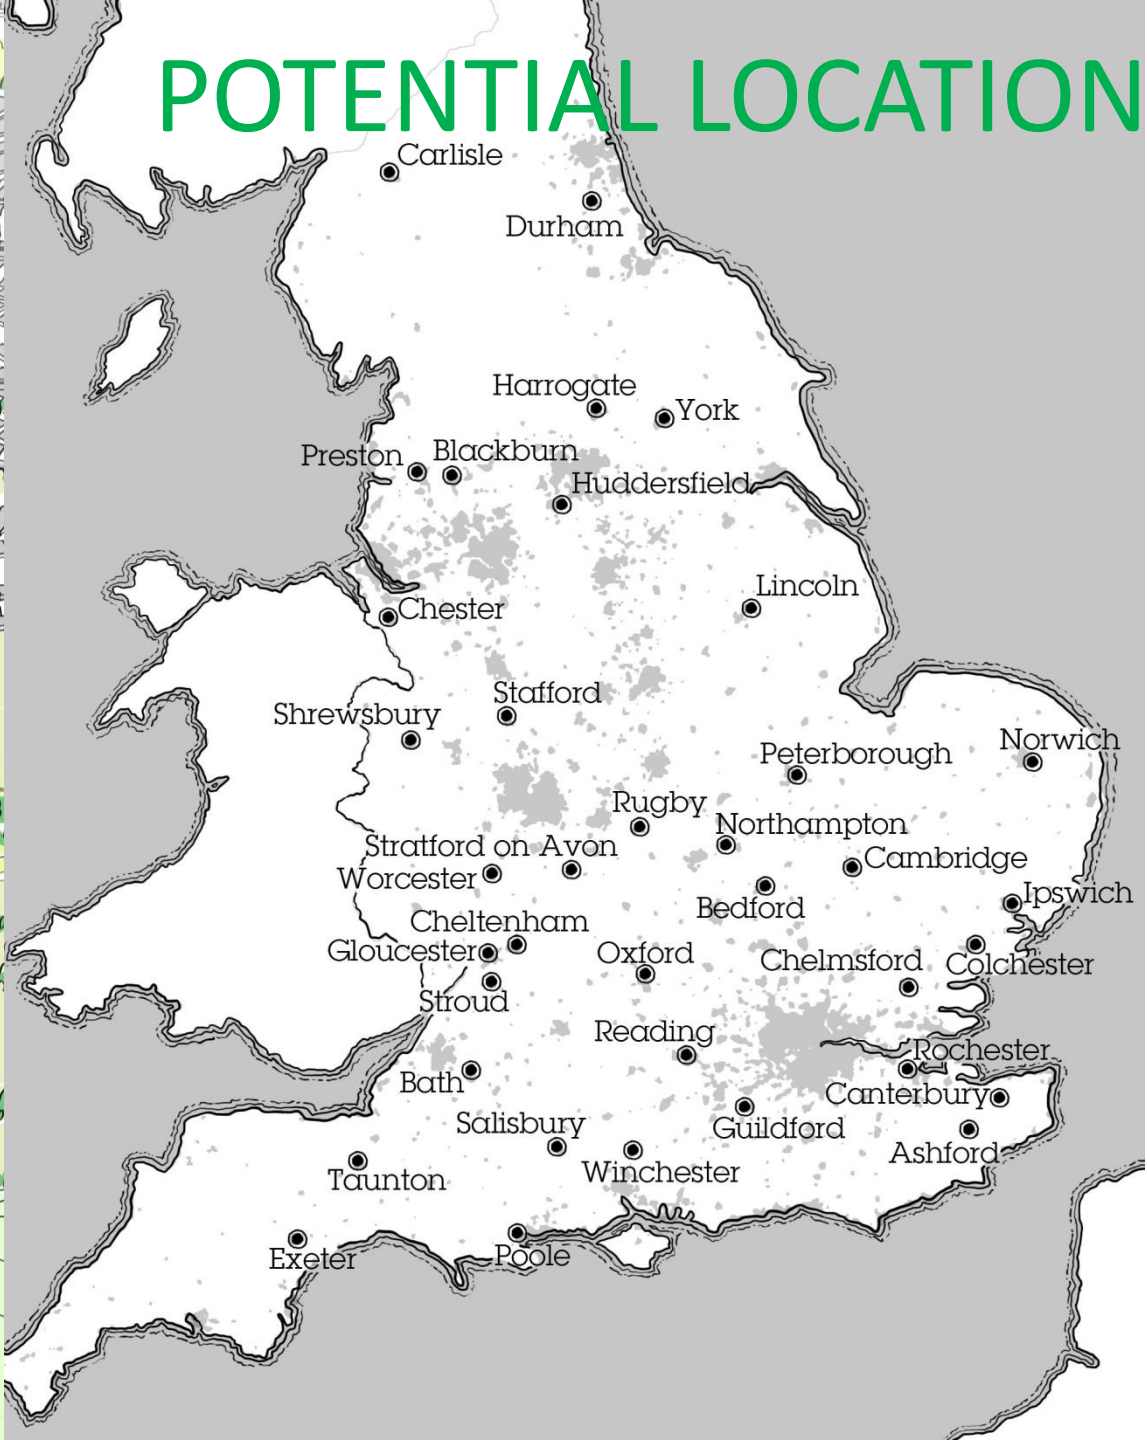 POTENTIAL LOCATION
Carlisle
Durham
Harrogate
York
Preston
Blackburn
Huddersfield
Lincoln
Chester
Stafford
Shrewsbury
Norwich
Peterborough
Rugby
Northampton
Stratford on Avon
Cambridge
Worcester
Ipswich
Bedford
Cheltenham
Gloucester
Oxford
Chelmsford
Colchester
Stroud
Reading
Rochester
Bath
Canterbury
Salisbury
Guildford
Ashford
Winchester
Taunton
Exeter
Poole